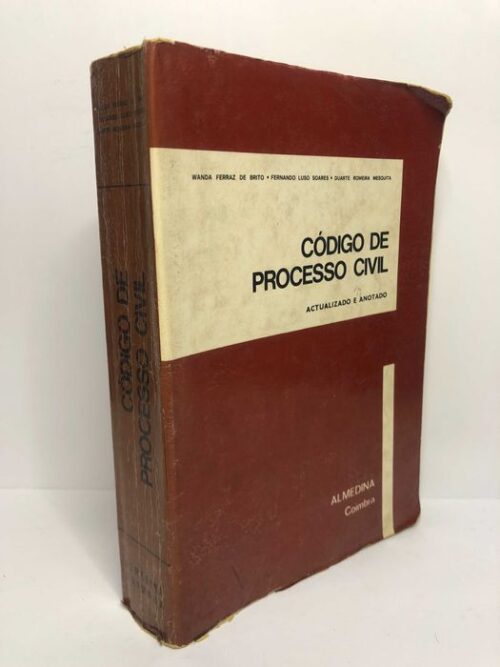 WANDA FERRAZ DE BRITO • FERNANDO LUSO SOARES • DUARTE ROMEIRA MESQUITA
CÓDIGO DE
PROCESSO CIVIL
ACTUALIZADO E ANOTADO
ALMEDINA
Coimbra
CÓDIGO DE
PROCESSO CIVIL